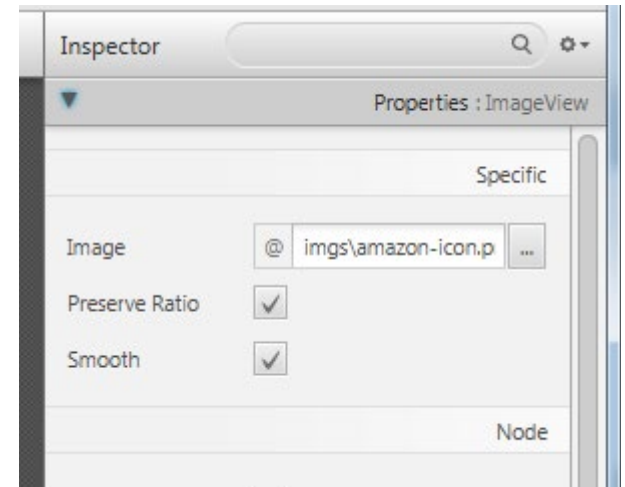 Inspector
Properties : ImageView
Specific
Image @ imgs\amazon-icon.p ...
Preserve Ratio
Smooth
Node